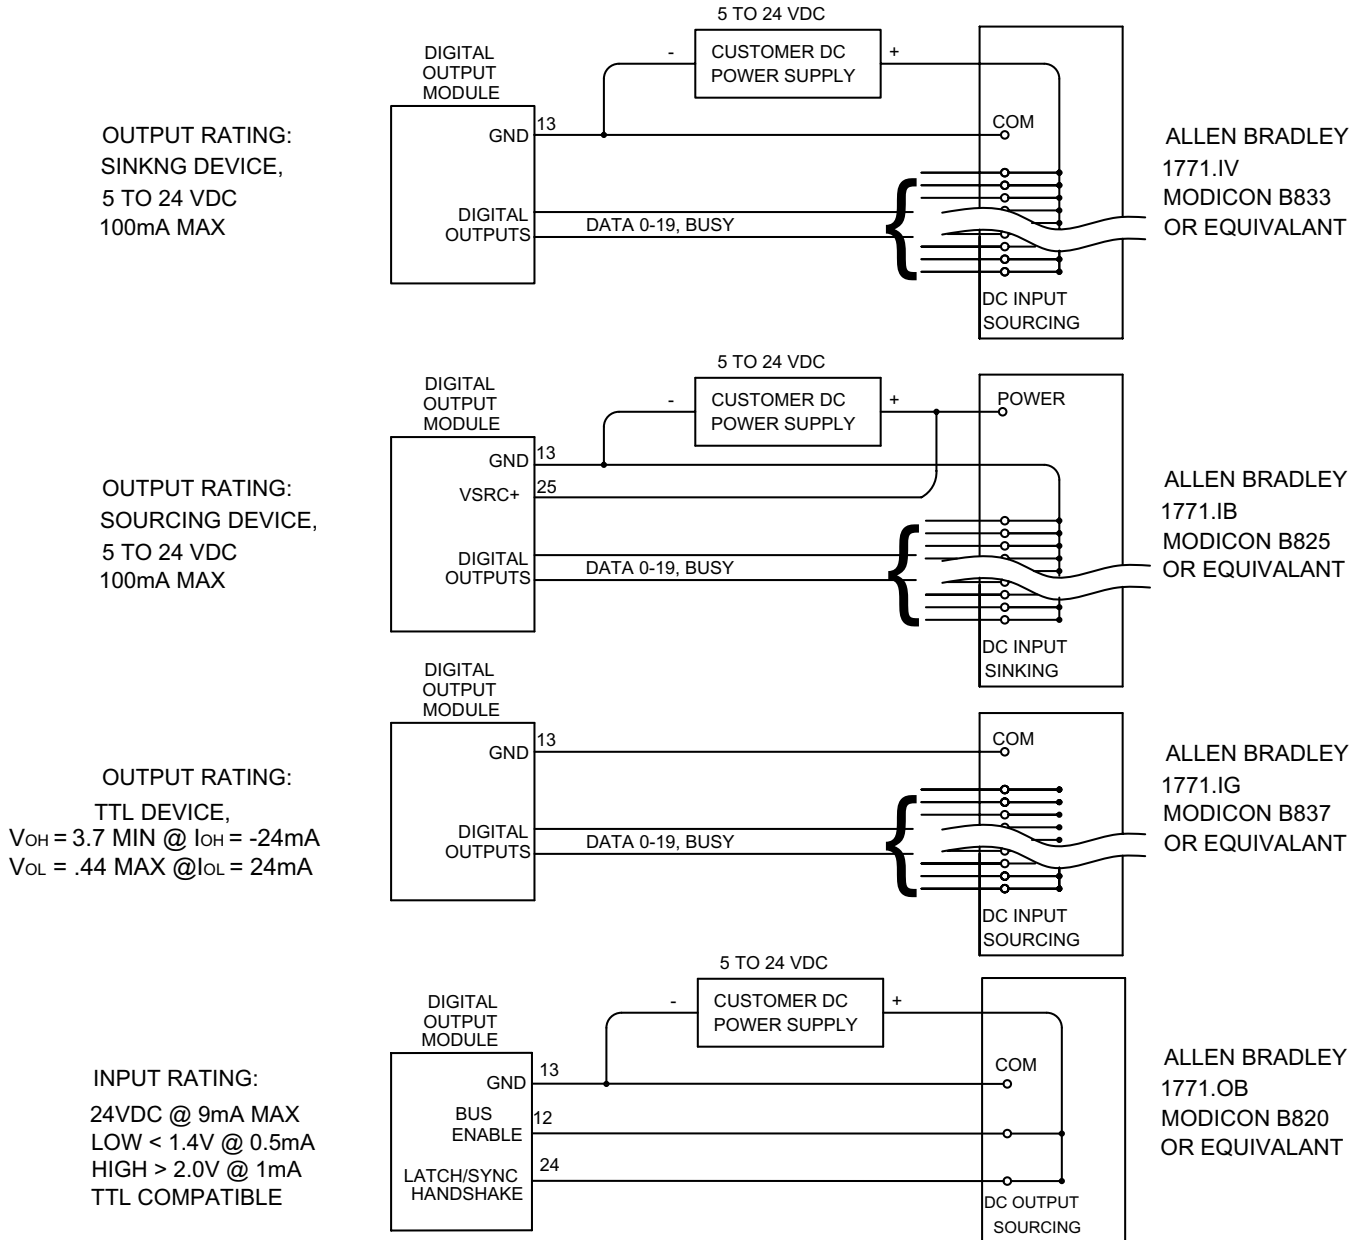 5 TO 24 VDC
DIGITAL
OUTPUT
MODULE
- CUSTOMER DC +
POWER SUPPLY
OUTPUT RATING:
SINKNG DEVICE,
5 TO 24 VDC
100mA MAX
GND 13
COM
DIGITAL
OUTPUTS
DATA 0-19, BUSY
{
DC INPUT
SOURCING
ALLEN BRADLEY
1771.IV
MODICON B833
OR EQUIVALANT
5 TO 24 VDC
DIGITAL
OUTPUT
MODULE
- CUSTOMER DC +
POWER SUPPLY
POWER
OUTPUT RATING:
SOURCING DEVICE,
5 TO 24 VDC
100mA MAX
GND 13
VSRC+ 25
DIGITAL
OUTPUTS
DATA 0-19, BUSY
{
DC INPUT
SINKING
ALLEN BRADLEY
1771.IB
MODICON B825
OR EQUIVALANT
DIGITAL
OUTPUT
MODULE
OUTPUT RATING:
TTL DEVICE,
VOH = 3.7 MIN @ IOH = -24mA
VOL = .44 MAX @IOL = 24mA
GND 13
COM
DIGITAL
OUTPUTS
DATA 0-19, BUSY
{
DC INPUT
SOURCING
ALLEN BRADLEY
1771.IG
MODICON B837
OR EQUIVALANT
5 TO 24 VDC
DIGITAL
OUTPUT
MODULE
- CUSTOMER DC +
POWER SUPPLY
INPUT RATING:
24VDC @ 9mA MAX
LOW < 1.4V @ 0.5mA
HIGH > 2.0V @ 1mA
TTL COMPATIBLE
GND 13
COM
BUS
ENABLE
12
LATCH/SYNC
HANDSHAKE
24
DC OUTPUT
SOURCING
ALLEN BRADLEY
1771.OB
MODICON B820
OR EQUIVALANT